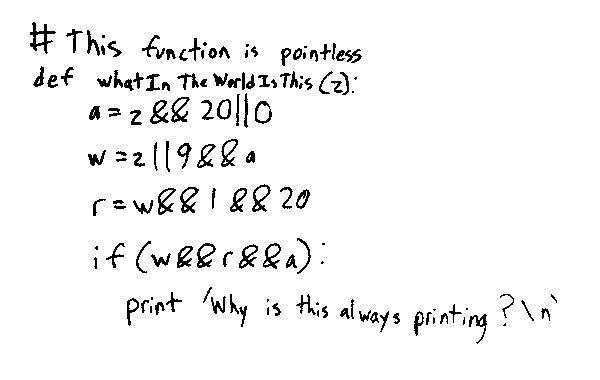 # This function is pointless
def whatInTheWorldIsThis(z):
a = z && 20||0
w = z||9&&a
r = w&&1&&20
if (w&&r&&a):
print 'Why is this always printing?\n'